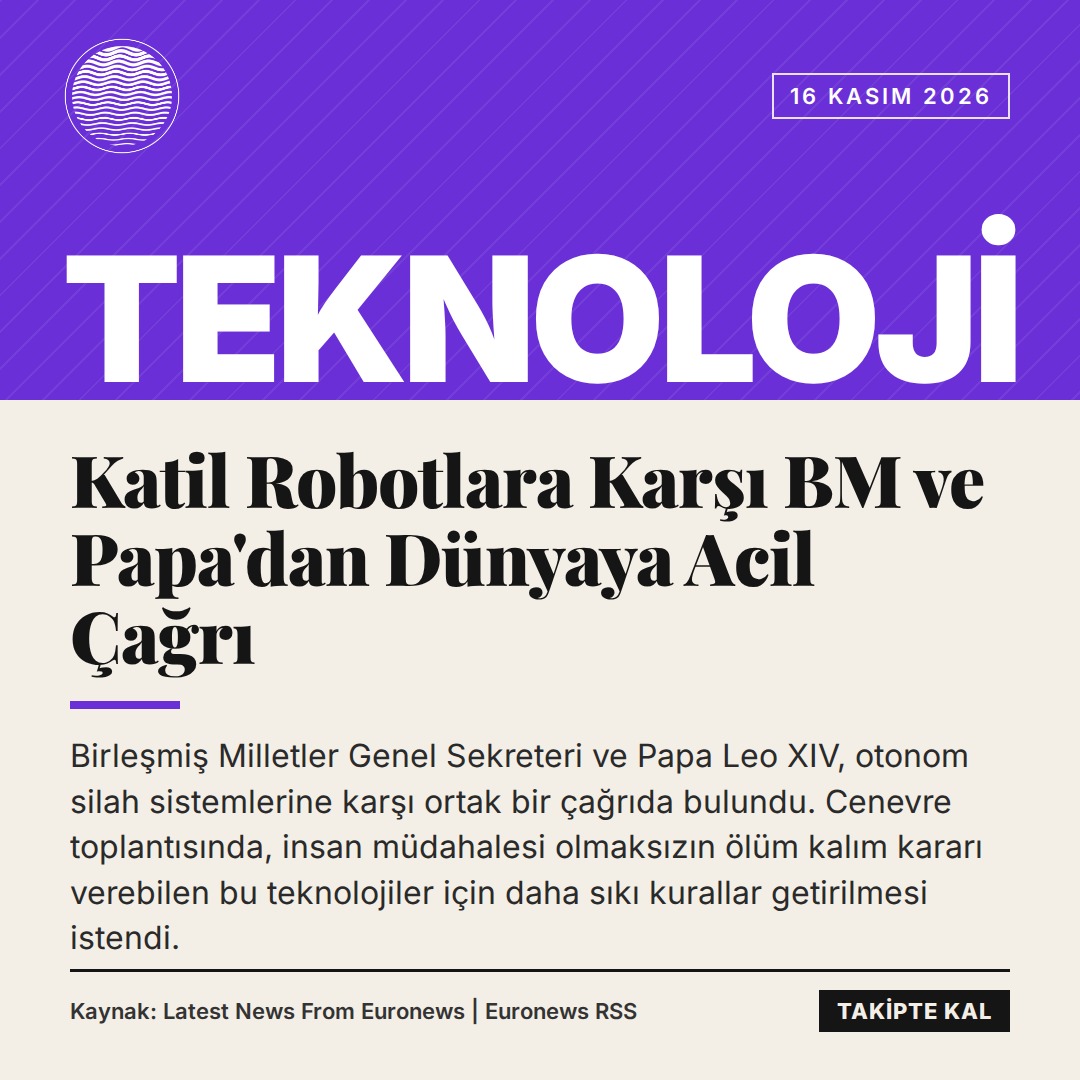 16 KASIM 2026
TEKNOLOJİ
Katil Robotlara Karşı BM ve
Papa'dan Dünyaya Acil
Çağrı
Birleşmiş Milletler Genel Sekreteri ve Papa Leo XIV, otonom
silah sistemlerine karşı ortak bir çağrıda bulundu. Cenevre
toplantısında, insan müdahalesi olmaksızın ölüm kalım kararı
verebilen bu teknolojiler için daha sıkı kurallar getirilmesi
istendi.
Kaynak: Latest News From Euronews | Euronews RSS
TAKİPTE KAL